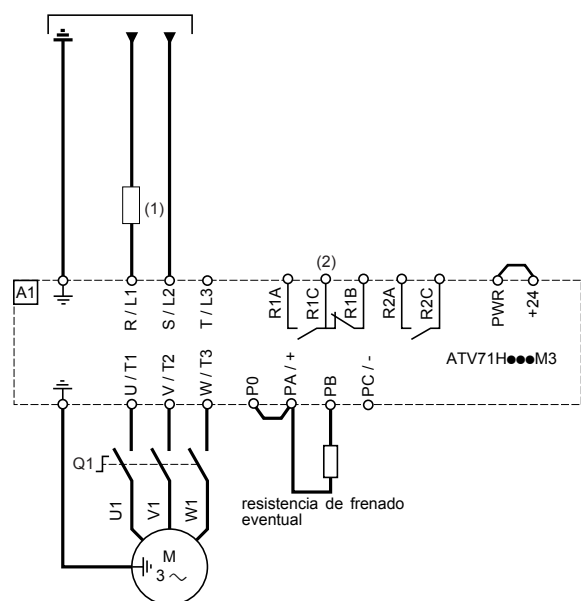 (1)
(2)
A1
R / L1
S / L2
T / L3
R1A
R1C
R1B
R2A
R2C
PWR
+24
ATV71H●●●M3
U / T1
V / T2
W / T3
P0
PA / +
PB
PC / -
Q1
U1
V1
W1
resistencia de frenado
eventual
M
3 ~